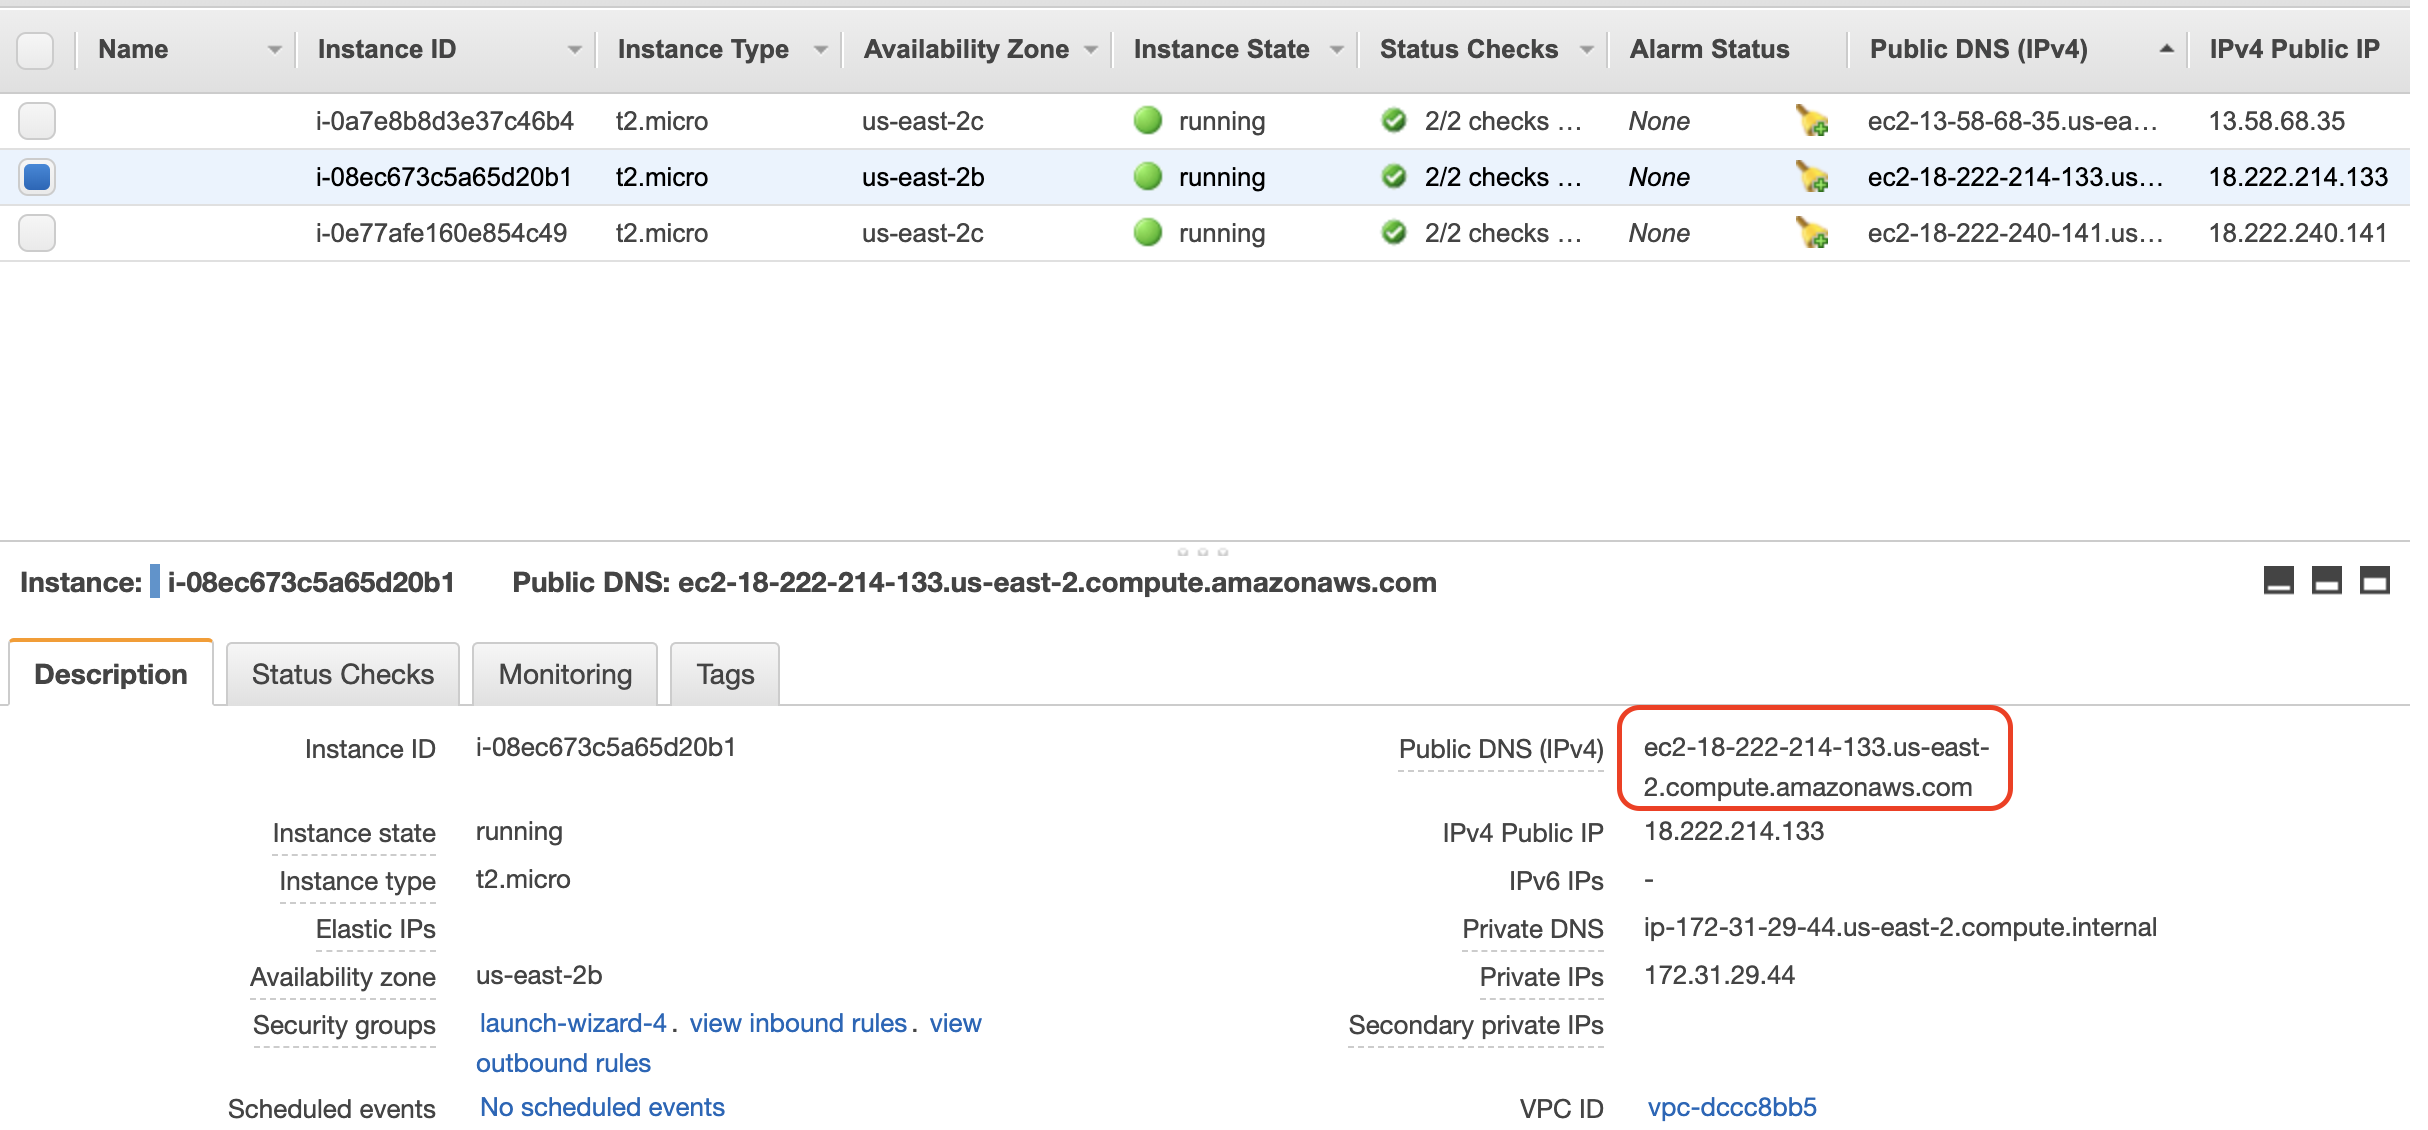 Name Instance ID Instance Type Availability Zone Instance State Status Checks Alarm Status Public DNS (IPv4) IPv4 Public IP
i-0a7e8b8d3e37c46b4 t2.micro us-east-2c running 2/2 checks ... None ec2-13-58-68-35.us-ea... 13.58.68.35
i-08ec673c5a65d20b1 t2.micro us-east-2b running 2/2 checks ... None ec2-18-222-214-133.us... 18.222.214.133
i-0e77afe160e854c49 t2.micro us-east-2c running 2/2 checks ... None ec2-18-222-240-141.us... 18.222.240.141
Instance: i-08ec673c5a65d20b1 Public DNS: ec2-18-222-214-133.us-east-2.compute.amazonaws.com
Description Status Checks Monitoring Tags
Instance ID i-08ec673c5a65d20b1
Instance state running
Instance type t2.micro
Elastic IPs
Availability zone us-east-2b
Security groups launch-wizard-4. view inbound rules. view
outbound rules
Scheduled events No scheduled events
Public DNS (IPv4) ec2-18-222-214-133.us-east-
2.compute.amazonaws.com
IPv4 Public IP 18.222.214.133
IPv6 IPs -
Private DNS ip-172-31-29-44.us-east-2.compute.internal
Private IPs 172.31.29.44
Secondary private IPs
VPC ID vpc-dccc8bb5